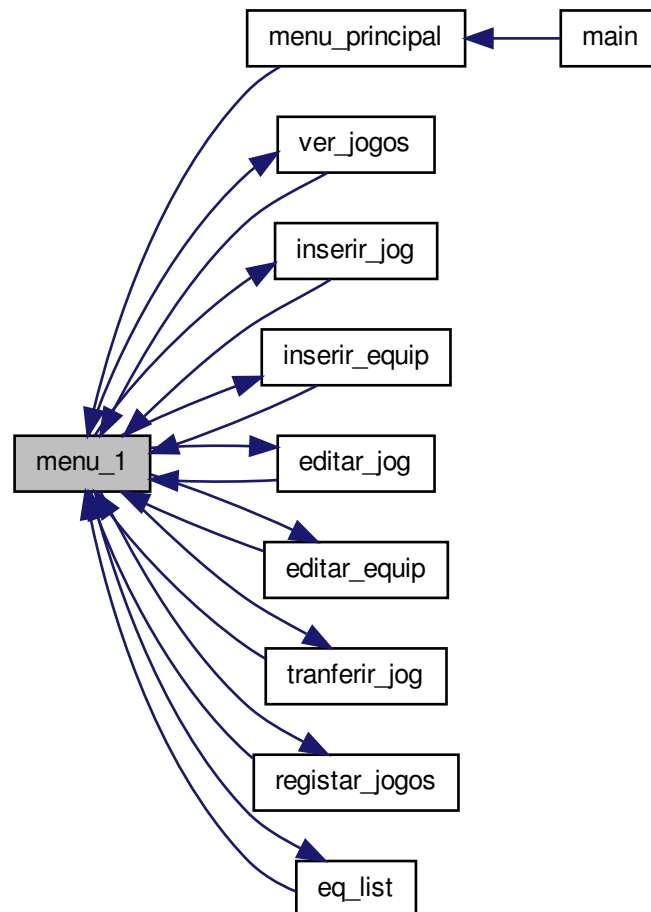 menu_principal
main
ver_jogos
inserir_jog
inserir_equip
menu_1
editar_jog
editar_equip
tranferir_jog
registar_jogos
eq_list